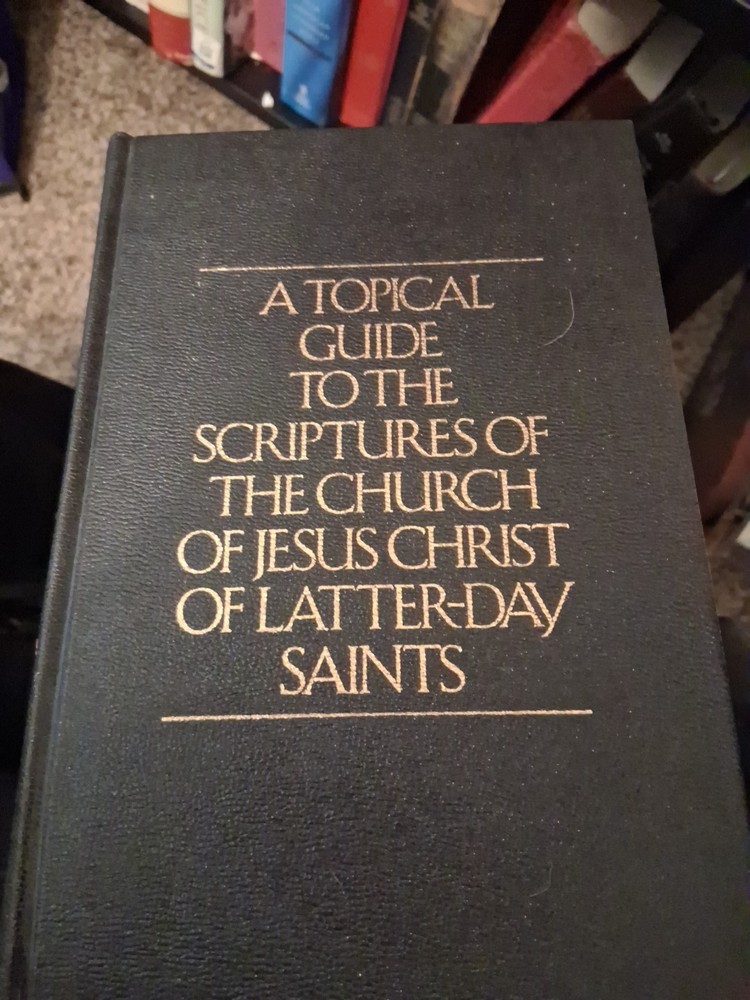 A TOPICAL
GUIDE
TO THE
SCRIPTURES OF
THE CHURCH
OF JESUS CHRIST
OF LATTER-DAY
SAINTS